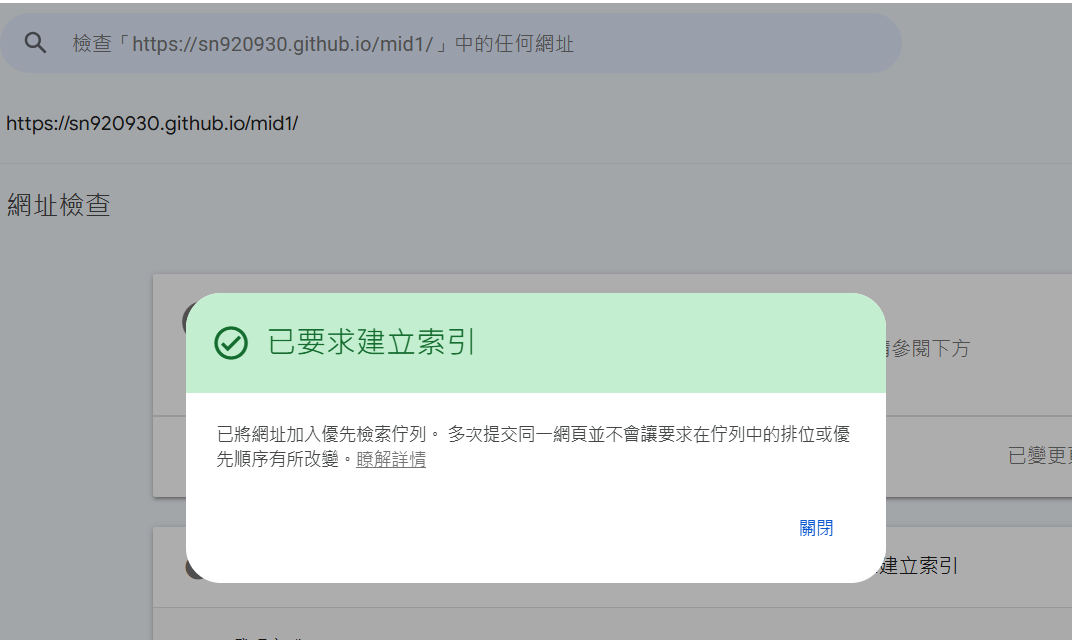 檢查「https://sn920930.github.io/mid1/」中的任何網址
https://sn920930.github.io/mid1/
網址檢查
已要求建立索引
參閱下方
已將網址加入優先檢索佇列。 多次提交同一網頁並不會讓要求在佇列中的排位或優
先順序有所改變。瞭解詳情
已變更
關閉
建立索引